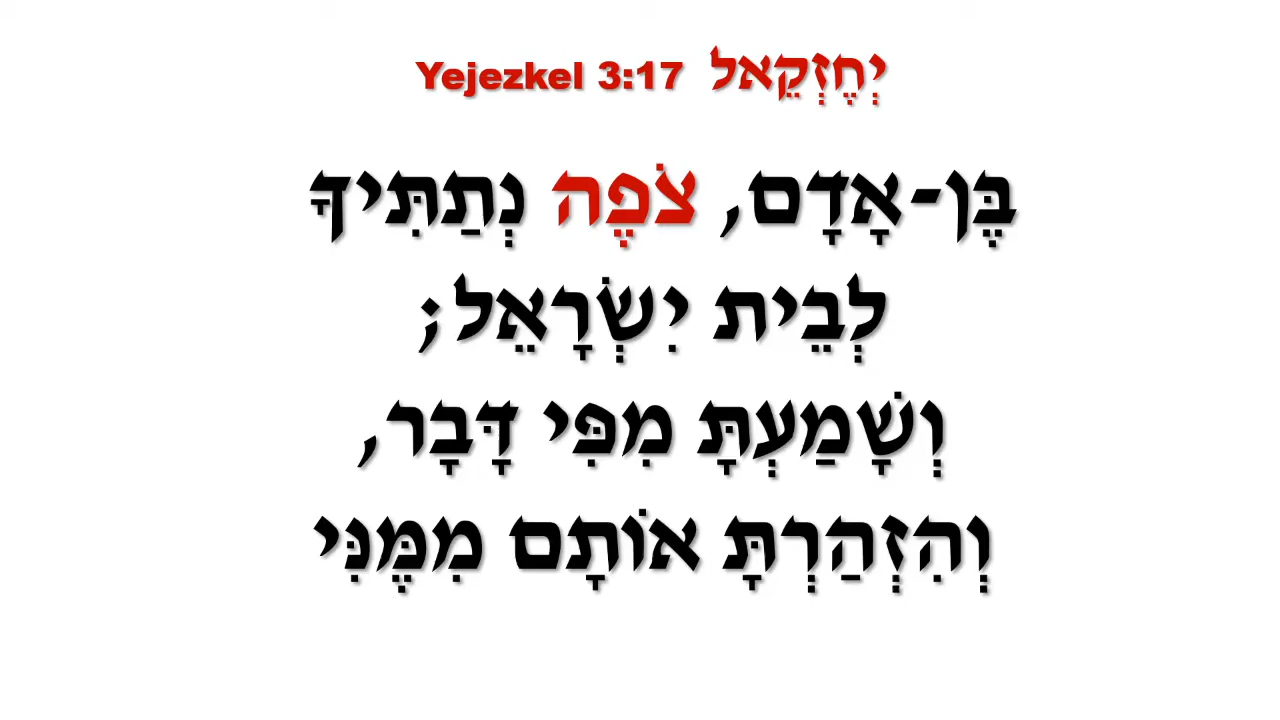 Yejezkel 3:17 יְחֶזְקֵאל
בֶּן-אָדָם, צֹפֶה נְתַתִּיךָ
לְבֵית יִשְׂרָאֵל;
וְשָׁמַעְתָּ מִפִּי דָּבָר,
וְהִזְהַרְתָּ אוֹתָם מִמֶּנִּי